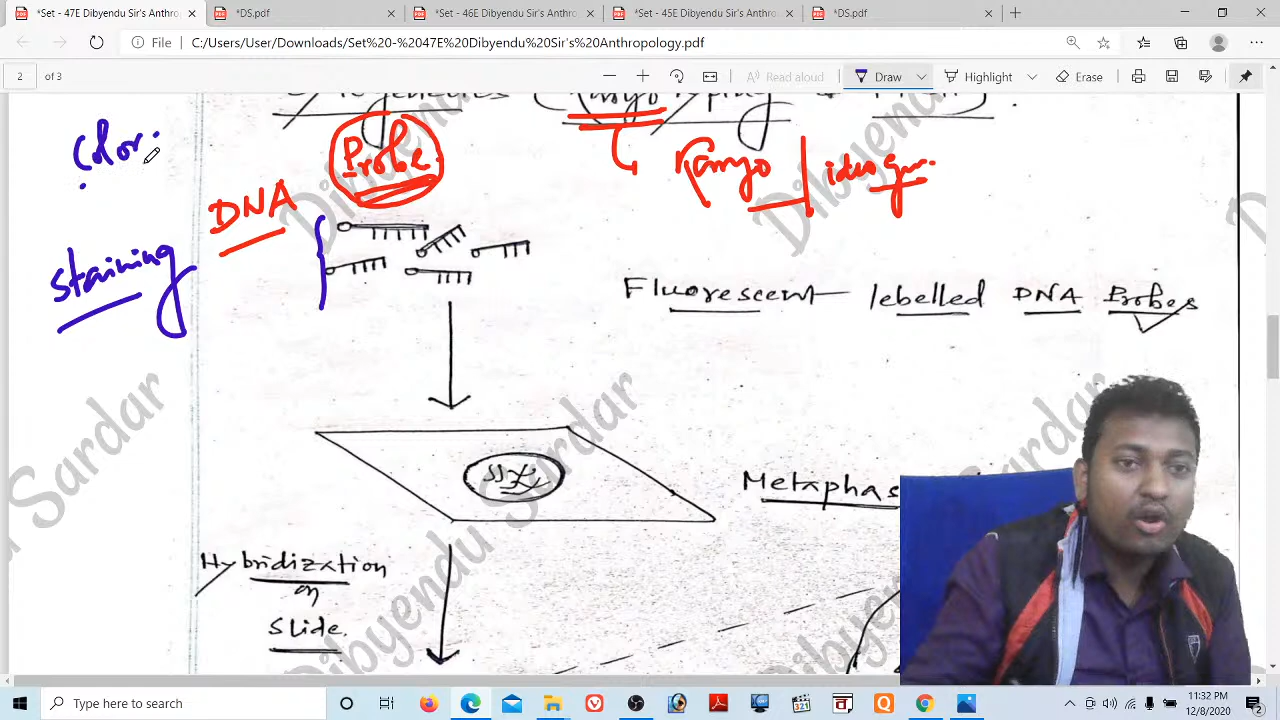 *Set - 47E Dibyendu Sir's Anthro
*DS.pdf
*Set - 46E Dibyendu Sir's Anthrop
*Set - 45E Dibyendu Sir's Anthrop
*DS.pdf
File
C:/Users/User/Downloads/Set%20-%2047E%20Dibyendu%20Sir's%20Anthropology.pdf
2 of 3
Read aloud
Draw
Highlight
Erase
Color
Probe
DNA
staining
Fluorescent lebelled DNA Probes
Metaphas
Hybridization
on
Slide.
Dibyendu Sardar
Sardar
Type here to search
11:32 PM
12/8/2020